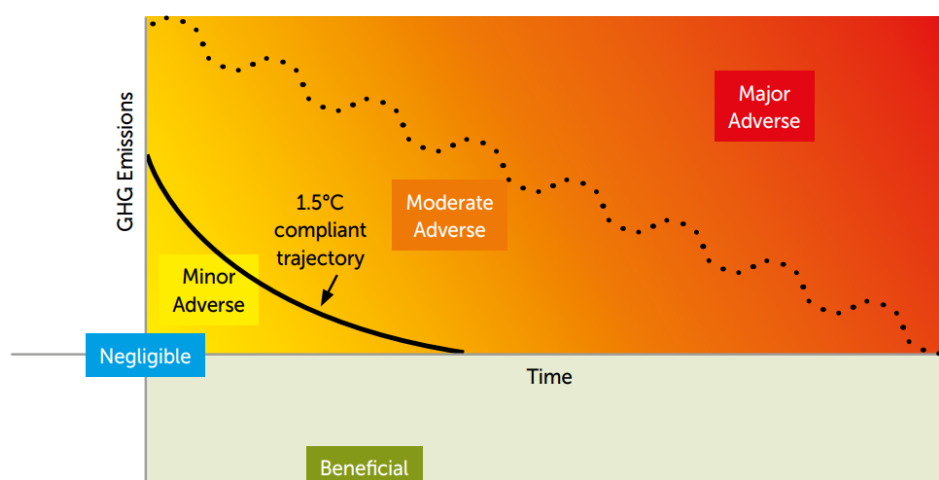 GHG Emissions
Major
Adverse
1.5°C
compliant
trajectory
Moderate
Adverse
Minor
Adverse
Negligible
Time
Beneficial